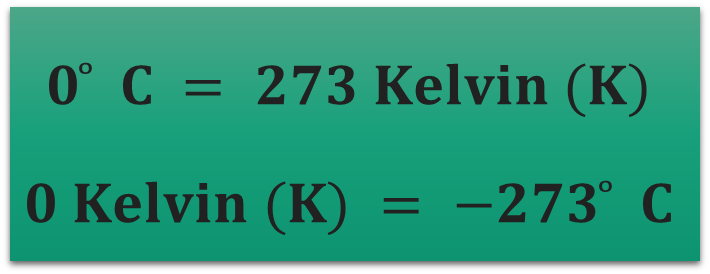 0° C = 273 Kelvin (K)
0 Kelvin (K) = −273° C